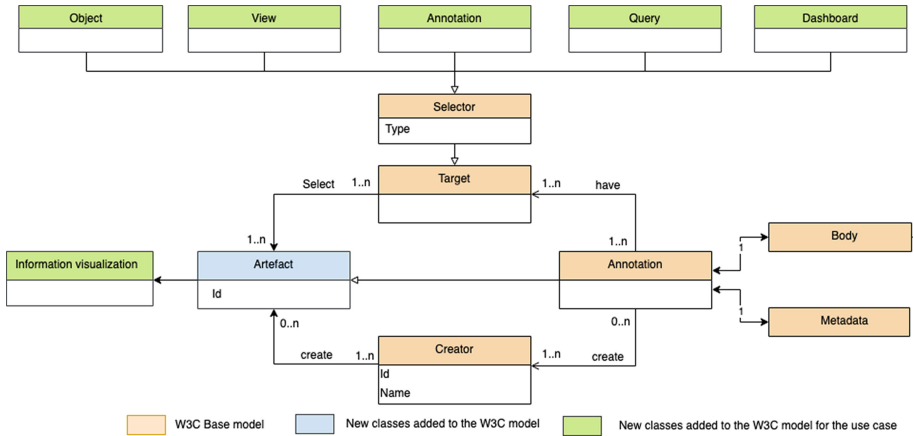 Object
View
Annotation
Query
Dashboard
Selector
Type
Target
Select
1..n
1..n
have
1..n
1..n
Body
1
Information visualization
Artefact
Id
Annotation
Metadata
1
0..n
0..n
Creator
create
1..n
1..n
create
Id
Name
W3C Base model
New classes added to the W3C model
New classes added to the W3C model for the use case